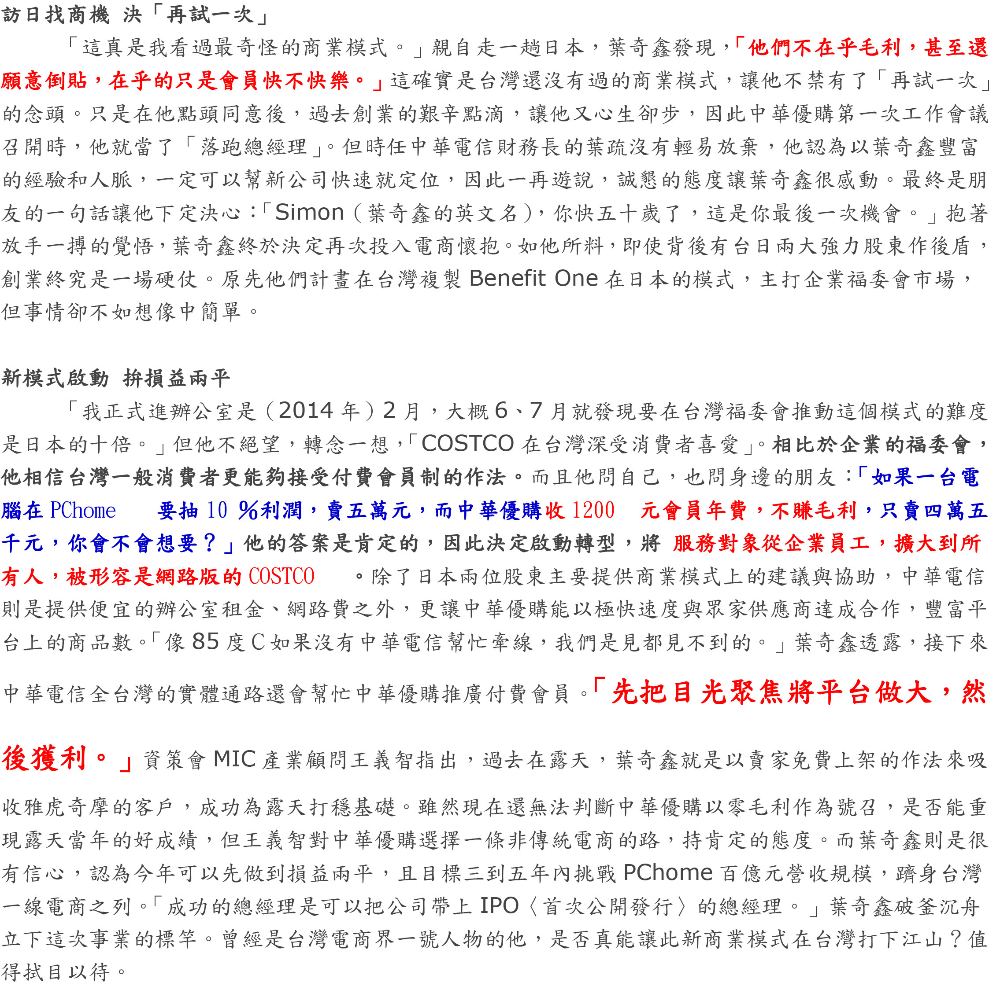 訪日找商機 決「再試一次」
「這真是我看過最奇怪的商業模式。」親自走一趟日本，葉奇鑫發現，「他們不在乎毛利，甚至還
願意倒貼，在乎的只是會員快不快樂。」這確實是台灣還沒有過的商業模式，讓他不禁有了「再試一次」
的念頭。只是在他點頭同意後，過去創業的艱辛點滴，讓他又心生卻步，因此中華優購第一次工作會議
召開時，他就當了「落跑總經理」。但時任中華電信財務長的葉疏沒有輕易放棄，他認為以葉奇鑫豐富
的經驗和人脈，一定可以幫新公司快速就定位，因此一再遊說，誠懇的態度讓葉奇鑫很感動。最終是朋
友的一句話讓他下定決心：「Simon（葉奇鑫的英文名），你快五十歲了，這是你最後一次機會。」抱著
放手一搏的覺悟，葉奇鑫終於決定再次投入電商懷抱。如他所料，即使背後有台日兩大強力股東作後盾，
創業終究是一場硬仗。原先他們計畫在台灣複製 Benefit One 在日本的模式，主打企業福委會市場，
但事情卻不如想像中簡單。
新模式啟動 拚損益兩平
「我正式進辦公室是（2014 年）2 月，大概 6、7 月就發現要在台灣福委會推動這個模式的難度
是日本的十倍。」但他不絕望，轉念一想，「COSTCO 在台灣深受消費者喜愛」。相比於企業的福委會，
他相信台灣一般消費者更能夠接受付費會員制的作法。而且他問自己，也問身邊的朋友：「如果一台電
腦在 PChome 要抽 10 %利潤，賣五萬元，而中華優購收 1200 元會員年費，不賺毛利，只賣四萬五
千元，你會不會想要？」他的答案是肯定的，因此決定啟動轉型，將 服務對象從企業員工，擴大到所
有人，被形容是網路版的 COSTCO 。除了日本兩位股東主要提供商業模式上的建議與協助，中華電信
則是提供便宜的辦公室租金、網路費之外，更讓中華優購能以極快速度與眾家供應商達成合作，豐富平
台上的商品數。「像 85 度Ｃ如果沒有中華電信幫忙牽線，我們是見都見不到的。」葉奇鑫透露，接下來
中華電信全台灣的實體通路還會幫忙中華優購推廣付費會員。「先把目光聚焦將平台做大，然
後獲利。」資策會 MIC 產業顧問王義智指出，過去在露天，葉奇鑫就是以賣家免費上架的作法來吸
收雅虎奇摩的客戶，成功為露天打穩基礎。雖然現在還無法判斷中華優購以零毛利作為號召，是否能重
現露天當年的好成績，但王義智對中華優購選擇一條非傳統電商的路，持肯定的態度。而葉奇鑫則是很
有信心，認為今年可以先做到損益兩平，且目標三到五年內挑戰 PChome 百億元營收規模，躋身台灣
一線電商之列。「成功的總經理是可以把公司帶上 IPO〈首次公開發行〉的總經理。」葉奇鑫破釜沉舟
立下這次事業的標竿。曾經是台灣電商界一號人物的他，是否真能讓此新商業模式在台灣打下江山？值
得拭目以待。